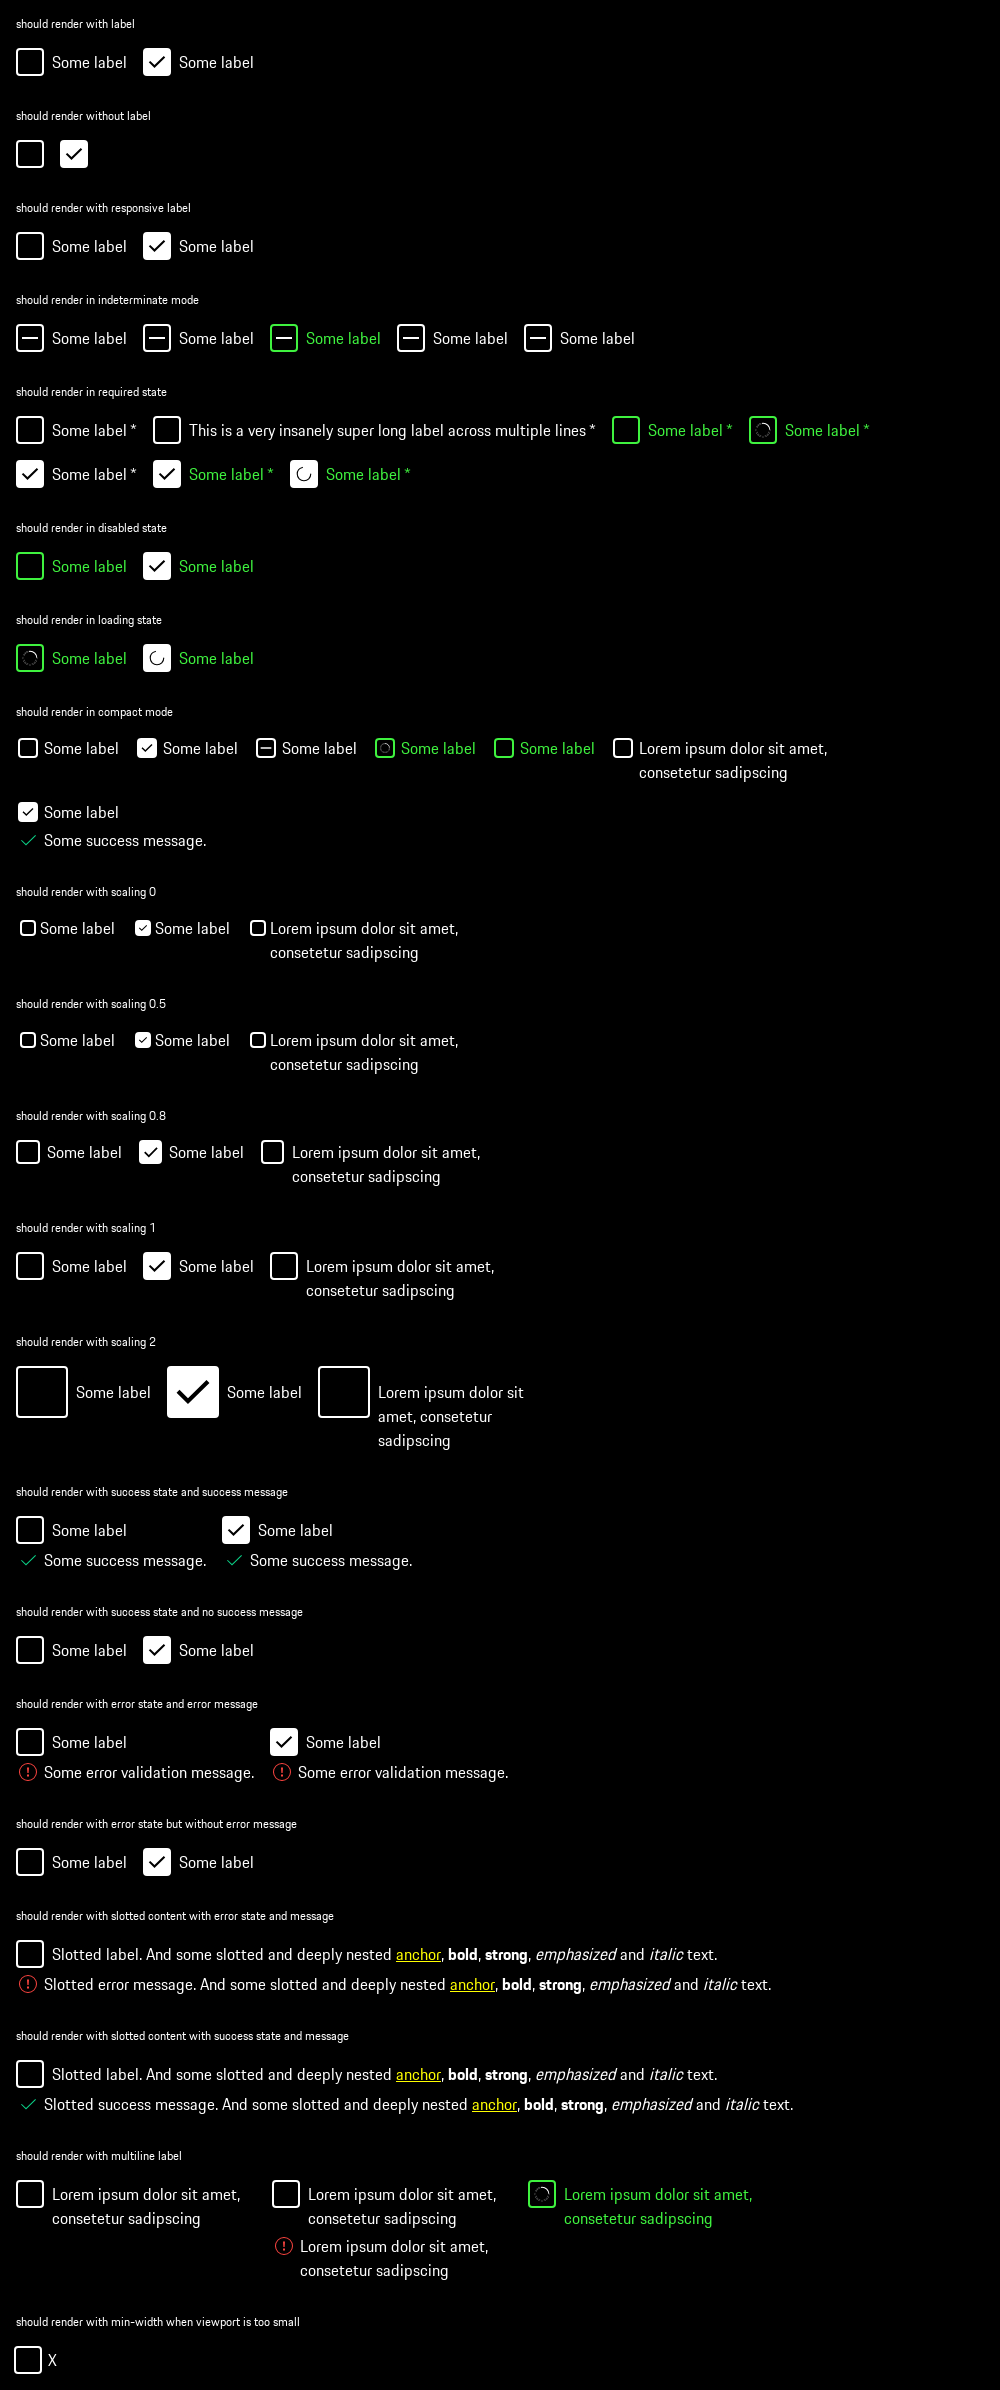 should render with label
Some label Some label
should render without label
should render with responsive label
Some label Some label
should render in indeterminate mode
Some label Some label Some label Some label Some label
should render in required state
Some label * This is a very insanely super long label across multiple lines * Some label * Some label *
Some label * Some label * Some label *
should render in disabled state
Some label Some label
should render in loading state
Some label Some label
should render in compact mode
Some label Some label Some label Some label Some label Lorem ipsum dolor sit amet,
consetetur sadipscing
Some label
Some success message.
should render with scaling 0
Some label Some label Lorem ipsum dolor sit amet,
consetetur sadipscing
should render with scaling 0.5
Some label Some label Lorem ipsum dolor sit amet,
consetetur sadipscing
should render with scaling 0.8
Some label Some label Lorem ipsum dolor sit amet,
consetetur sadipscing
should render with scaling 1
Some label Some label Lorem ipsum dolor sit amet,
consetetur sadipscing
should render with scaling 2
Some label Some label Lorem ipsum dolor sit
amet, consetetur
sadipscing
should render with success state and success message
Some label Some label
Some success message. Some success message.
should render with success state and no success message
Some label Some label
should render with error state and error message
Some label Some label
Some error validation message. Some error validation message.
should render with error state but without error message
Some label Some label
should render with slotted content with error state and message
Slotted label. And some slotted and deeply nested anchor, bold, strong, emphasized and italic text.
Slotted error message. And some slotted and deeply nested anchor, bold, strong, emphasized and italic text.
should render with slotted content with success state and message
Slotted label. And some slotted and deeply nested anchor, bold, strong, emphasized and italic text.
Slotted success message. And some slotted and deeply nested anchor, bold, strong, emphasized and italic text.
should render with multiline label
Lorem ipsum dolor sit amet, Lorem ipsum dolor sit amet, Lorem ipsum dolor sit amet,
consetetur sadipscing consetetur sadipscing consetetur sadipscing
Lorem ipsum dolor sit amet,
consetetur sadipscing
should render with min-width when viewport is too small
X